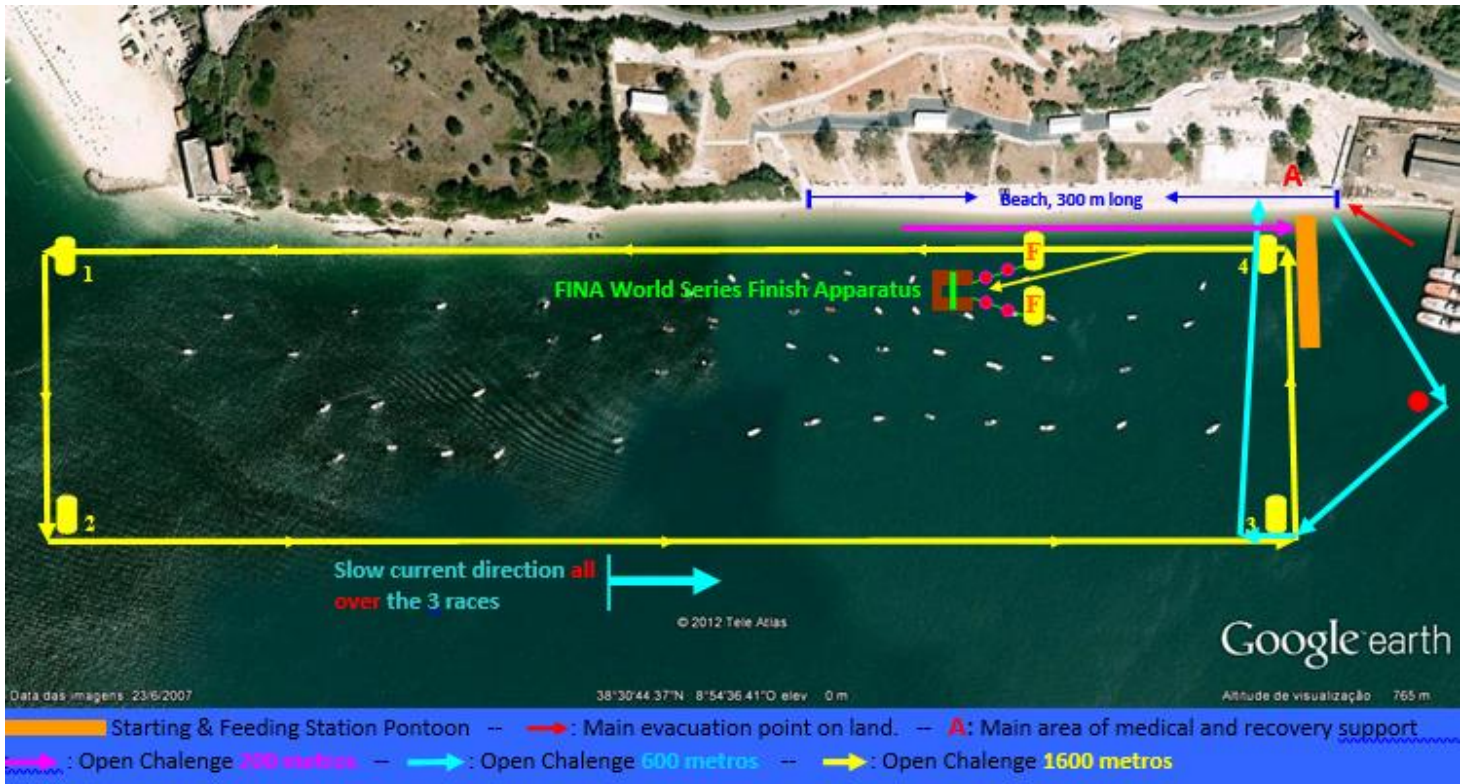 A
Beach, 300 m long
1
F
4
FINA World Series Finish Apparatus
F
2
3
Slow current direction all
over the 3 races
© 2012 Tele Atlas
Google earth
Data das imagens 23/6/2007
38°30'44.37"N 8°54'36.41"O elev 0 m
Altitude de visualização 765 m
Starting & Feeding Station Pontoon -- : Main evacuation point on land. -- A: Main area of medical and recovery support
: Open Chalenge 200 metros -- : Open Chalenge 600 metros -- : Open Chalenge 1600 metros